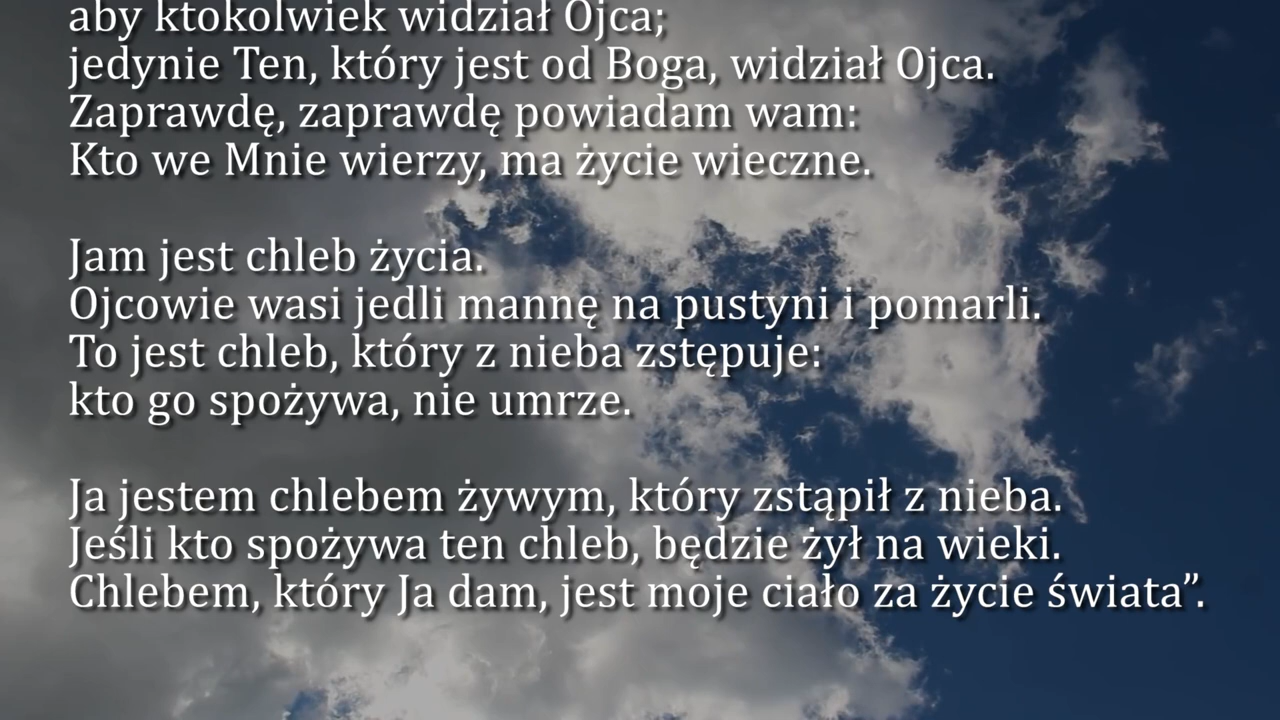 aby ktokolwiek widział Ojca;
jedynie Ten, który jest od Boga, widział Ojca.
Zaprawdę, zaprawdę powiadam wam:
Kto we Mnie wierzy, ma życie wieczne.
Jam jest chleb życia.
Ojcowie wasi jedli mannę na pustyni i pomarli.
To jest chleb, który z nieba zstępuje:
kto go spożywa, nie umrze.
Ja jestem chlebem żywym, który zstąpił z nieba.
Jeśli kto spożywa ten chleb, będzie żył na wieki.
Chlebem, który Ja dam, jest moje ciało za życie świata”.